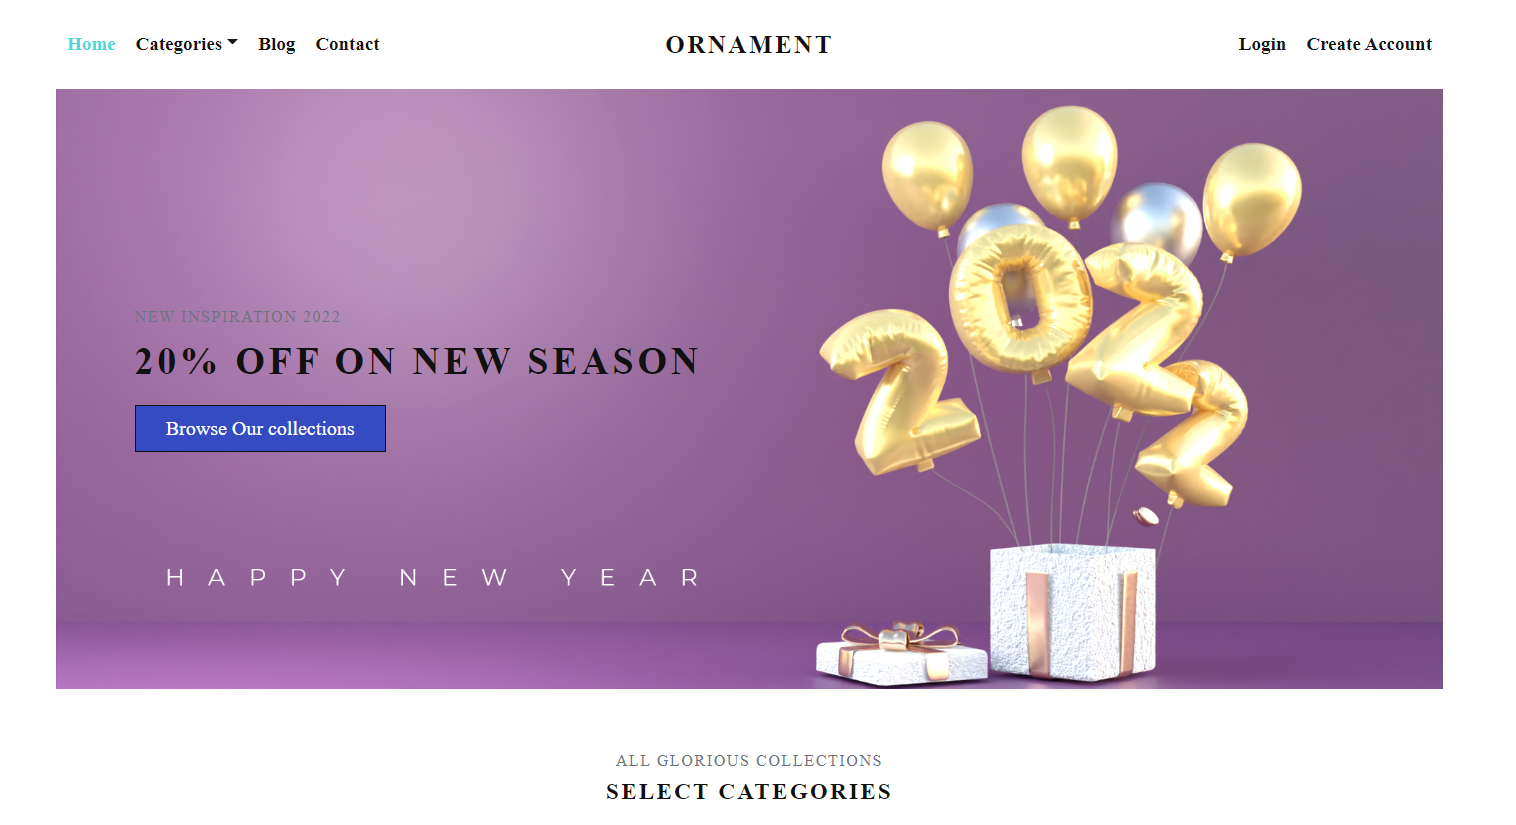 Home Categories Blog Contact ORNAMENT Login Create Account
2022
NEW INSPIRATION 2022
20% OFF ON NEW SEASON
Browse Our collections
HAPPY NEW YEAR
ALL GLORIOUS COLLECTIONS
SELECT CATEGORIES